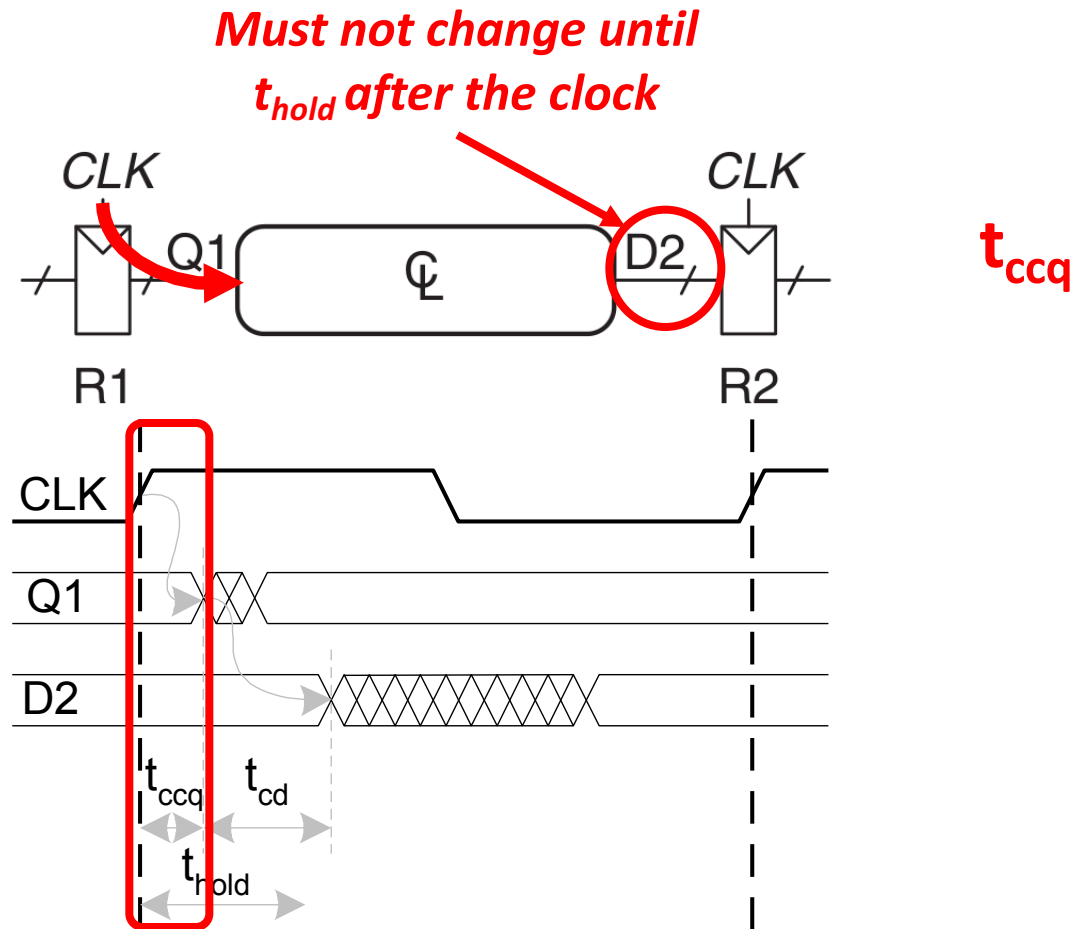 Must not change until
thold after the clock
CLK
CLK
Q1
CL
D2
tccq
R1
R2
CLK
Q1
D2
tccq
tcd
thold